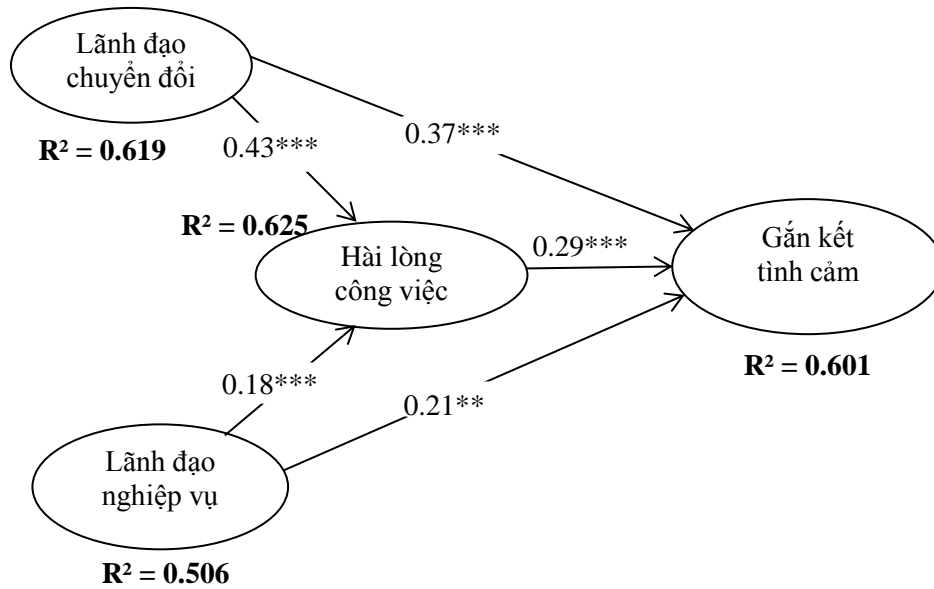 Lãnh đạo
chuyển đổi
R² = 0.619
0.43***
0.37***
R² = 0.625
Hài lòng
công việc
0.29***
Gắn kết
tình cảm
R² = 0.601
0.18***
0.21**
Lãnh đạo
nghiệp vụ
R² = 0.506